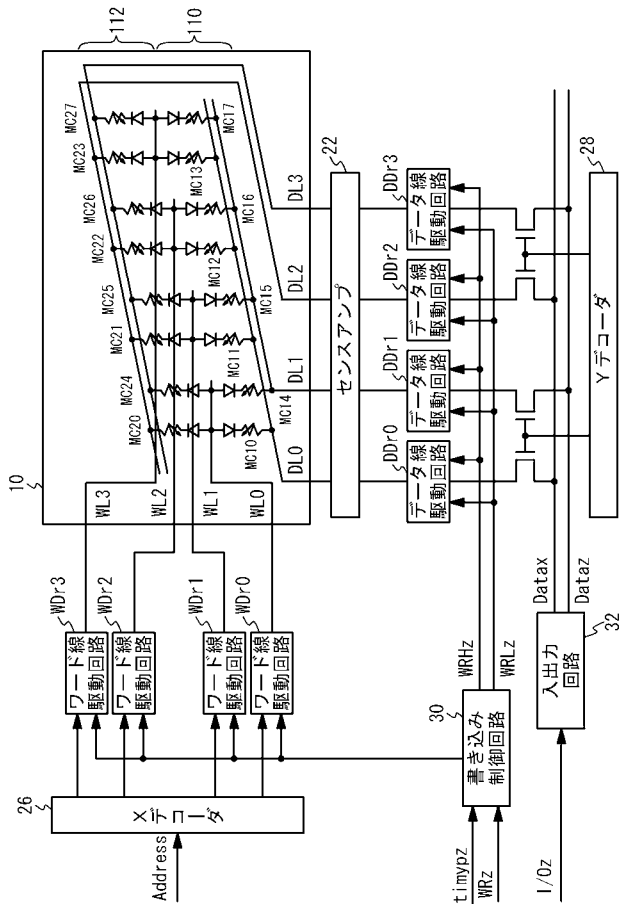 10
112
110
MC27
MC23
MC26
MC22
MC25
MC21
MC24
MC20
MC17
MC13
MC16
MC12
MC15
MC11
MC14
MC10
WL3
WL2
WL1
WL0
DL3
DL2
DL1
DL0
22
センスアンプ
WDr3
ワード線
駆動回路
WDr2
ワード線
駆動回路
WDr1
ワード線
駆動回路
WDr0
ワード線
駆動回路
26
Xデコーダ
Address
DDr3
データ線
駆動回路
DDr2
データ線
駆動回路
DDr1
データ線
駆動回路
DDr0
データ線
駆動回路
WRHz
WRLz
30
書き込み
制御回路
timypz
WRz
Datax
Dataz
28
Yデコーダ
32
入出力
回路
I/Oz